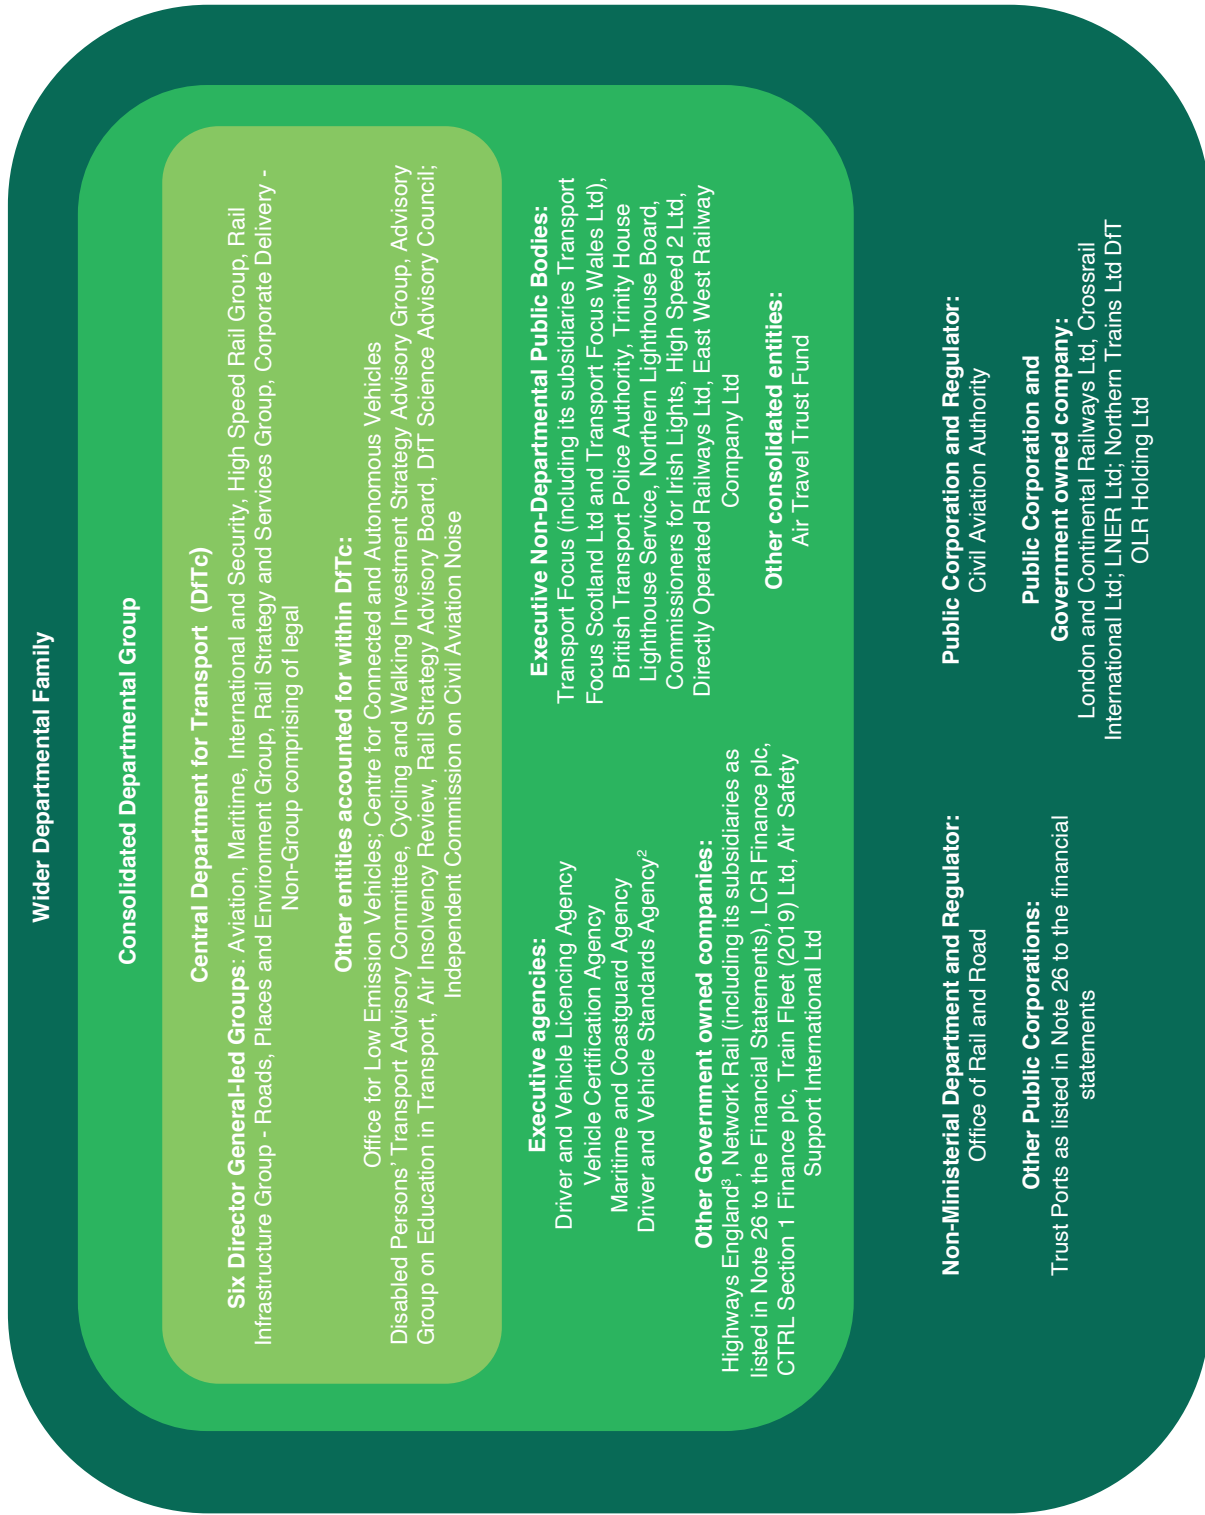 Wider Departmental Family
Consolidated Departmental Group
Central Department for Transport (DfTc)
Six Director General-led Groups: Aviation, Maritime, International and Security, High Speed Rail Group, Rail
Infrastructure Group - Roads, Places and Environment Group, Rail Strategy and Services Group, Corporate Delivery -
Non-Group comprising of legal
Other entities accounted for within DfTc:
Office for Low Emission Vehicles; Centre for Connected and Autonomous Vehicles
Disabled Persons’ Transport Advisory Committee, Cycling and Walking Investment Strategy Advisory Group, Advisory
Group on Education in Transport, Air Insolvency Review, Rail Strategy Advisory Board, DfT Science Advisory Council;
Independent Commission on Civil Aviation Noise
Executive agencies:
Driver and Vehicle Licencing Agency
Vehicle Certification Agency
Maritime and Coastguard Agency
Driver and Vehicle Standards Agency²
Other Government owned companies:
Highways England³, Network Rail (including its subsidiaries as
listed in Note 26 to the Financial Statements), LCR Finance plc,
CTRL Section 1 Finance plc, Train Fleet (2019) Ltd, Air Safety
Support International Ltd
Executive Non-Departmental Public Bodies:
Transport Focus (including its subsidiaries Transport
Focus Scotland Ltd and Transport Focus Wales Ltd),
British Transport Police Authority, Trinity House
Lighthouse Service, Northern Lighthouse Board,
Commissioners for Irish Lights, High Speed 2 Ltd,
Directly Operated Railways Ltd, East West Railway
Company Ltd
Other consolidated entities:
Air Travel Trust Fund
Non-Ministerial Department and Regulator:
Office of Rail and Road
Other Public Corporations:
Trust Ports as listed in Note 26 to the financial
statements
Public Corporation and Regulator:
Civil Aviation Authority
Public Corporation and
Government owned company:
London and Continental Railways Ltd, Crossrail
International Ltd; LNER Ltd; Northern Trains Ltd DfT
OLR Holding Ltd